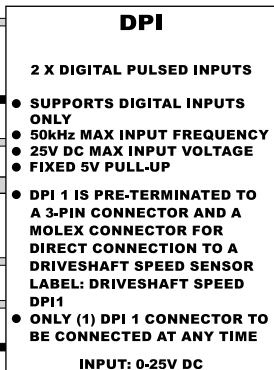 DPI
2 X DIGITAL PULSED INPUTS
● SUPPORTS DIGITAL INPUTS
ONLY
● 50kHz MAX INPUT FREQUENCY
● 25V DC MAX INPUT VOLTAGE
● FIXED 5V PULL-UP
● DPI 1 IS PRE-TERMINATED TO
A 3-PIN CONNECTOR AND A
MOLEX CONNECTOR FOR
DIRECT CONNECTION TO A
DRIVESHAFT SPEED SENSOR
LABEL: DRIVESHAFT SPEED
DPI1
● ONLY (1) DPI 1 CONNECTOR TO
BE CONNECTED AT ANY TIME
INPUT: 0-25V DC